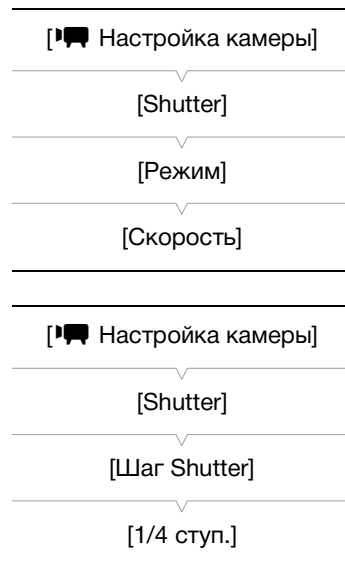 [ Настройка камеры]
[Shutter]
[Режим]
[Скорость]
[ Настройка камеры]
[Shutter]
[Шаг Shutter]
[1/4 ступ.]